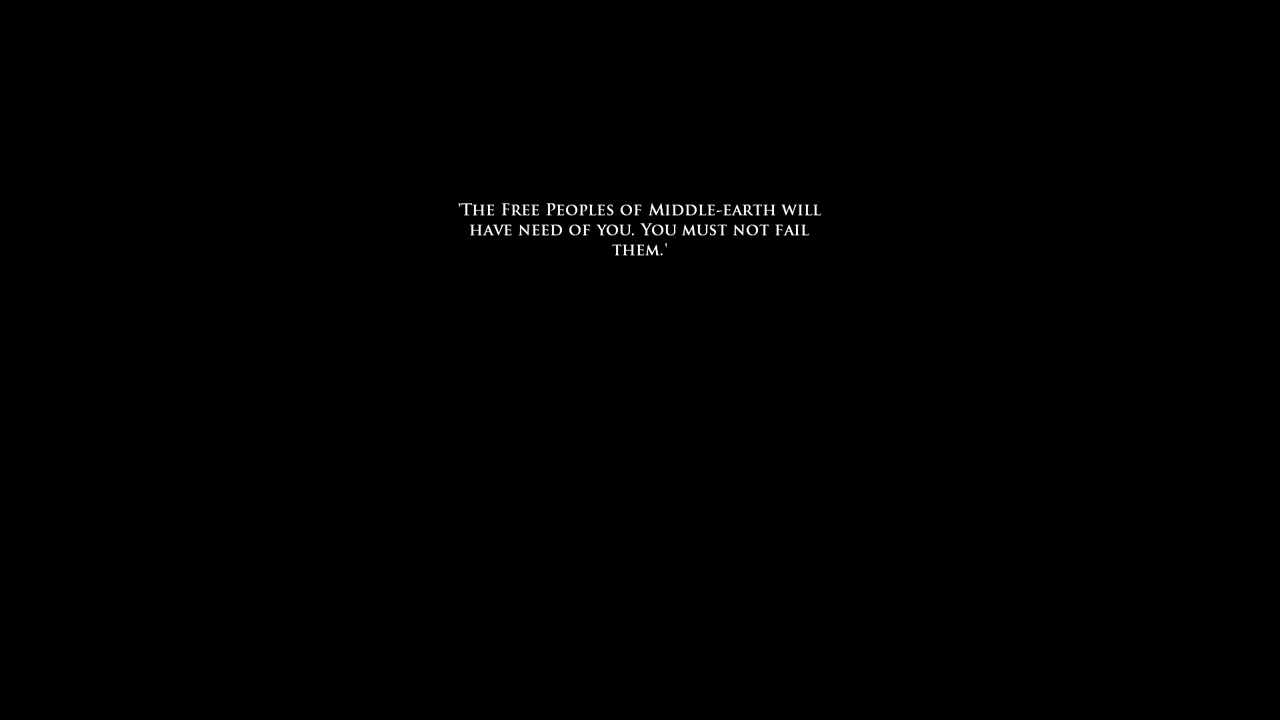 'The Free Peoples of Middle-earth will
have need of you. You must not fail
them.'